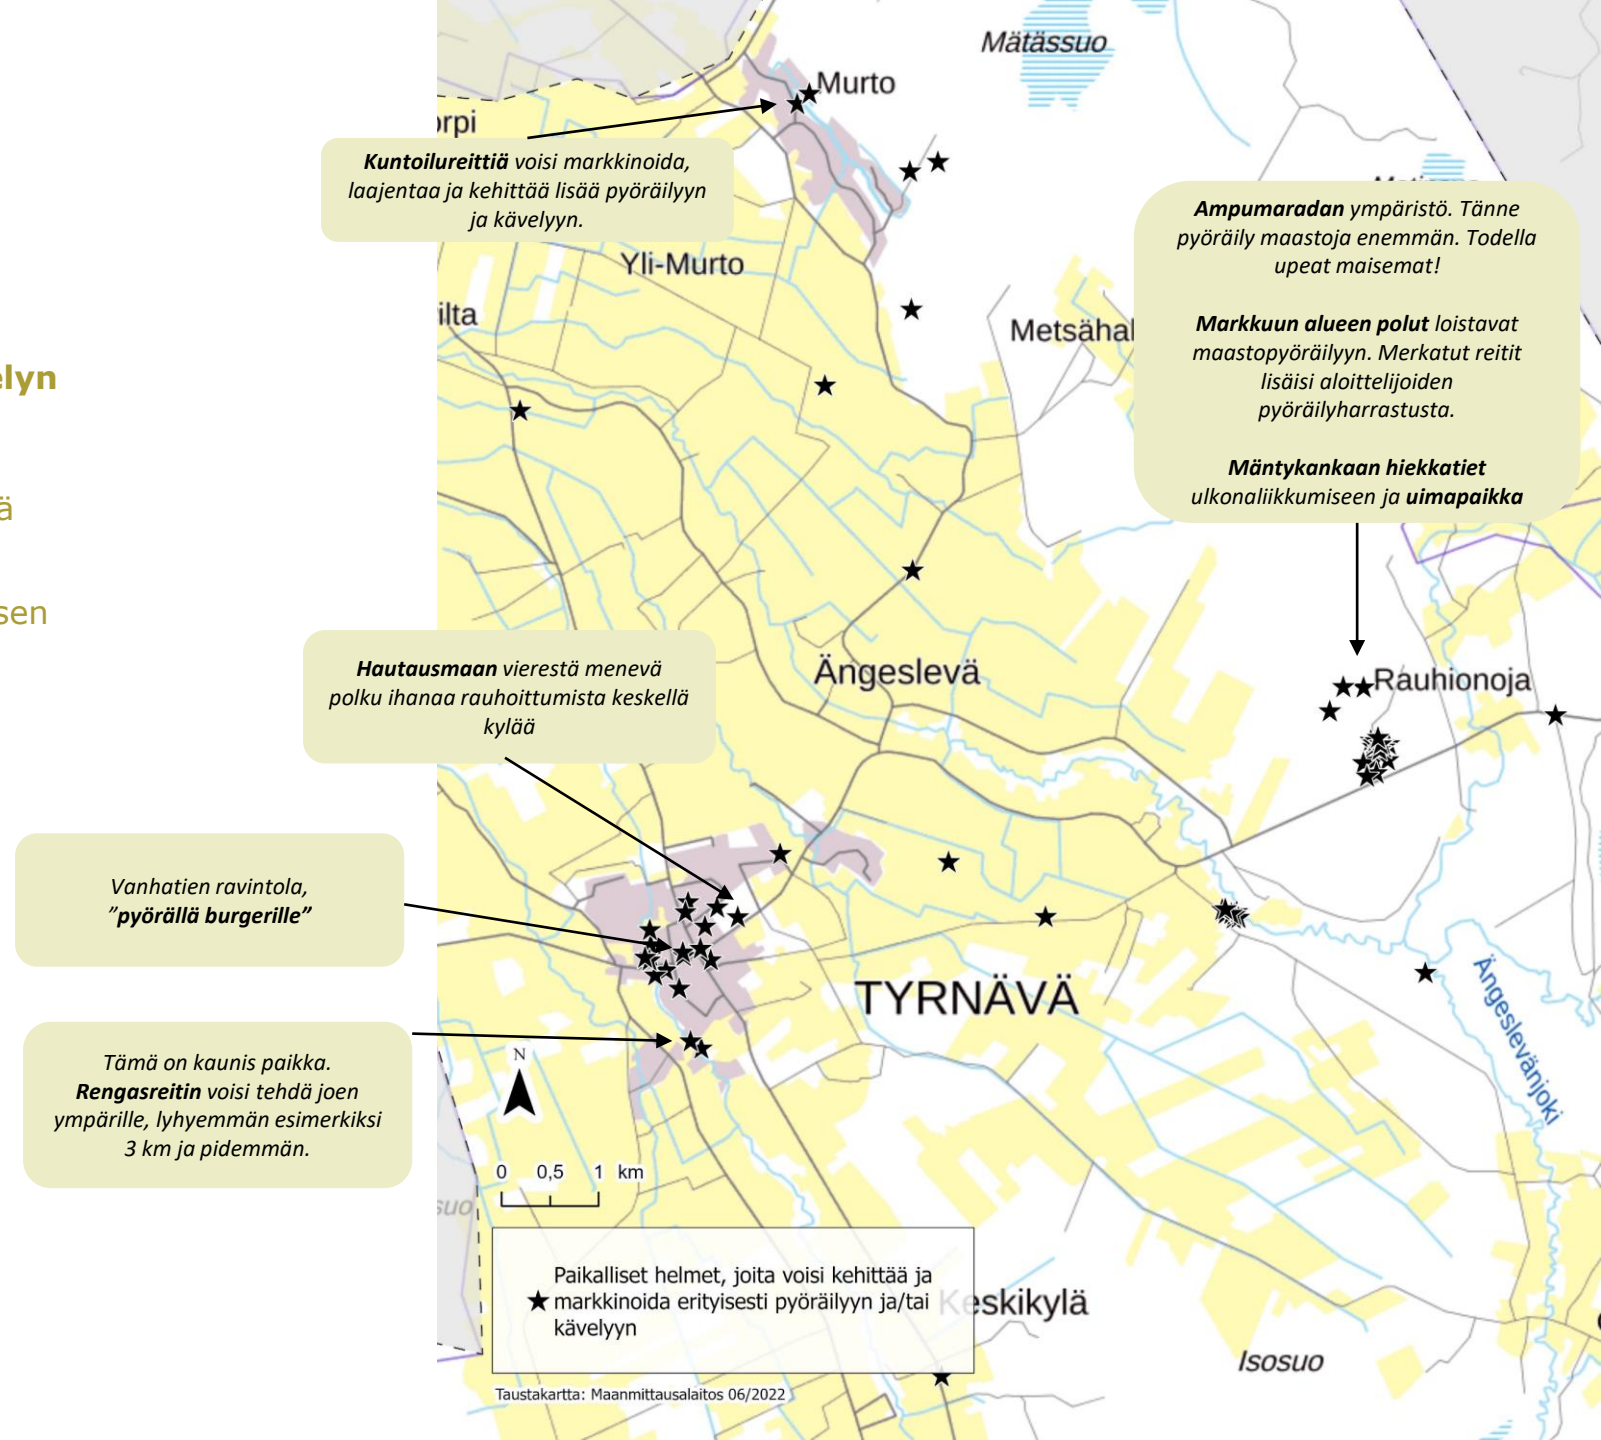 Mätässuo
Murto
Kuntoilureittiä voisi markkinoida,
laajentaa ja kehittää lisää pyöräilyyn
ja kävelyyn.
Ampumaradan ympäristö. Tänne
pyöräily maastoja enemmän. Todella
upeat maisemat!
Markkuun alueen polut loistavat
maastopyöräilyyn. Merkatut reitit
lisäisi aloittelijoiden
pyöräilyharrastusta.
Mäntykankaan hiekkatiet
ulkonaliikkumiseen ja uimapaikka
Yli-Murto
Metsähal
ilta
elyn
ä
sen
Hautausmaan vierestä menevä
polku ihanaa rauhoittumista keskellä
kylää
Ängeslevä
Rauhionoja
Vanhatien ravintola,
”pyörällä burgerille”
TYRNÄVÄ
Ängeslevänjoki
Tämä on kaunis paikka.
Rengasreitin voisi tehdä joen
ympärille, lyhyemmän esimerkiksi
3 km ja pidemmän.
N
0 0,5 1 km
suo
Paikalliset helmet, joita voisi kehittää ja
markkinoida erityisesti pyöräilyyn ja/tai
kävelyyn
Keskikylä
Isosuo
Taustakartta: Maanmittausalaitos 06/2022